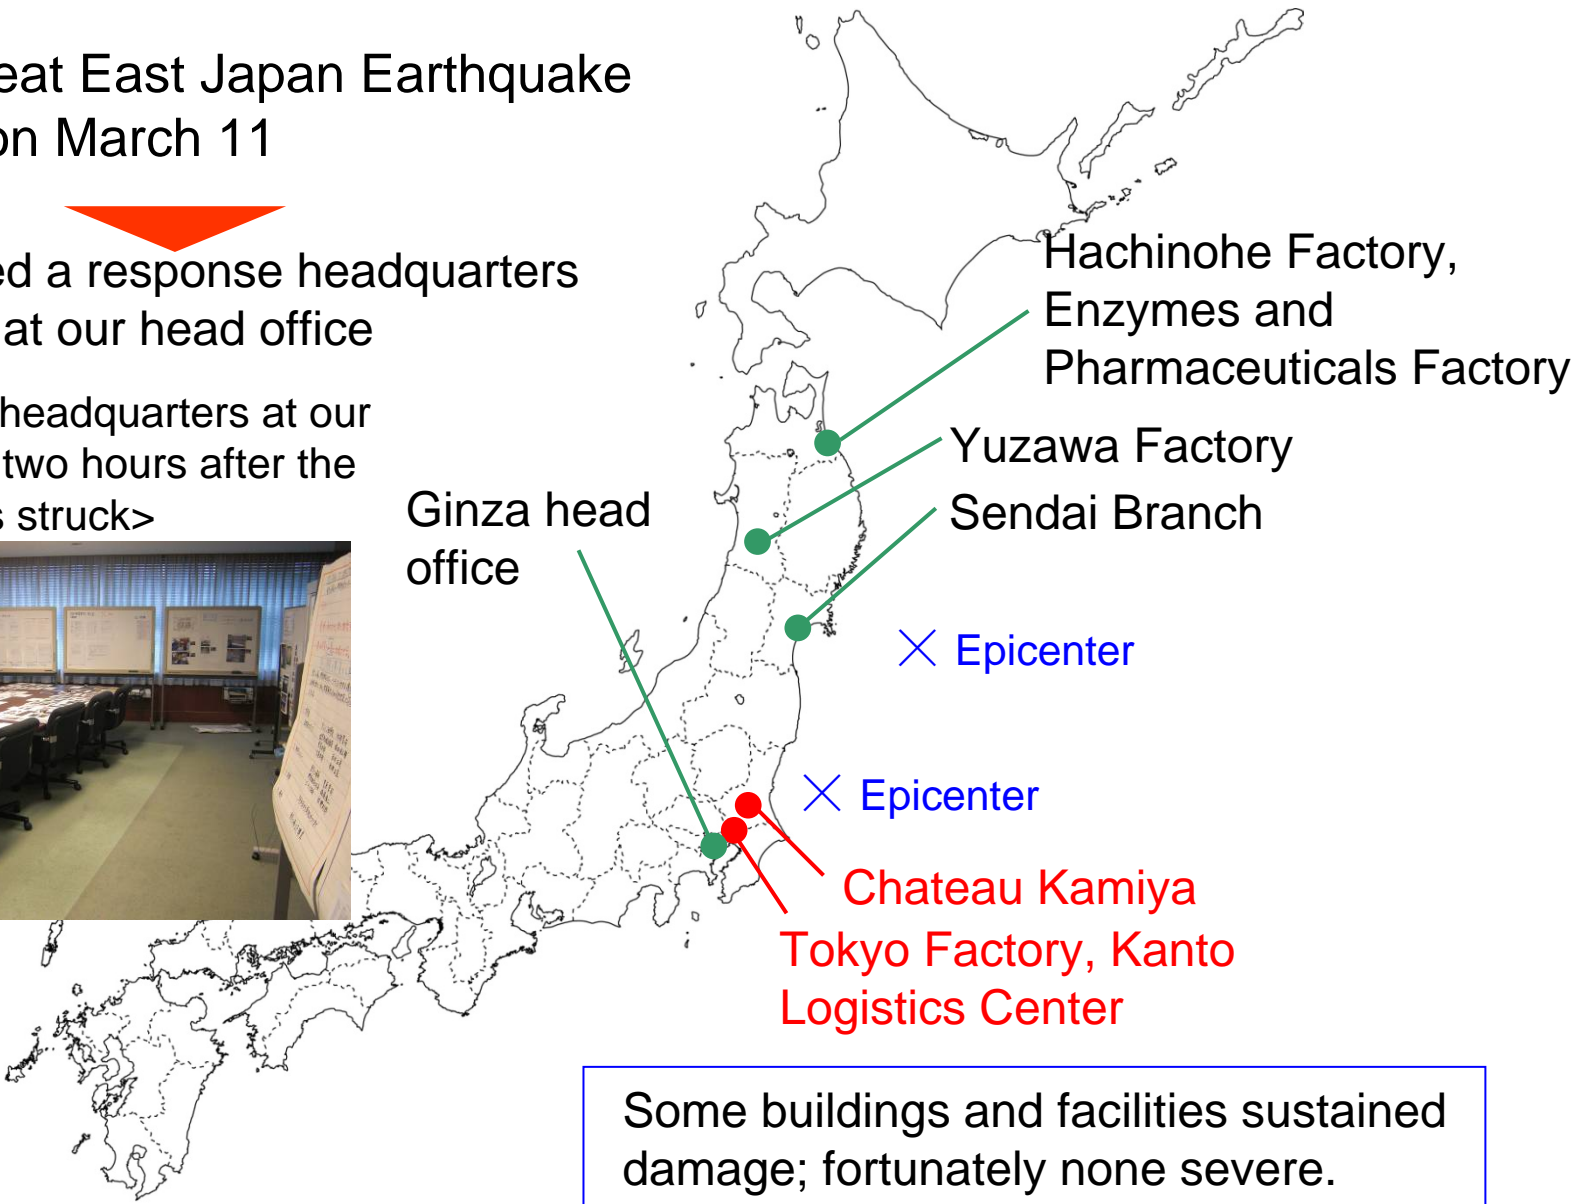 eat East Japan Earthquake
on March 11
ed a response headquarters
at our head office
headquarters at our
two hours after the
s struck>
Ginza head
office
Hachinohe Factory,
Enzymes and
Pharmaceuticals Factory
Yuzawa Factory
Sendai Branch
Epicenter
Epicenter
Chateau Kamiya
Tokyo Factory, Kanto
Logistics Center
Some buildings and facilities sustained
damage; fortunately none severe.